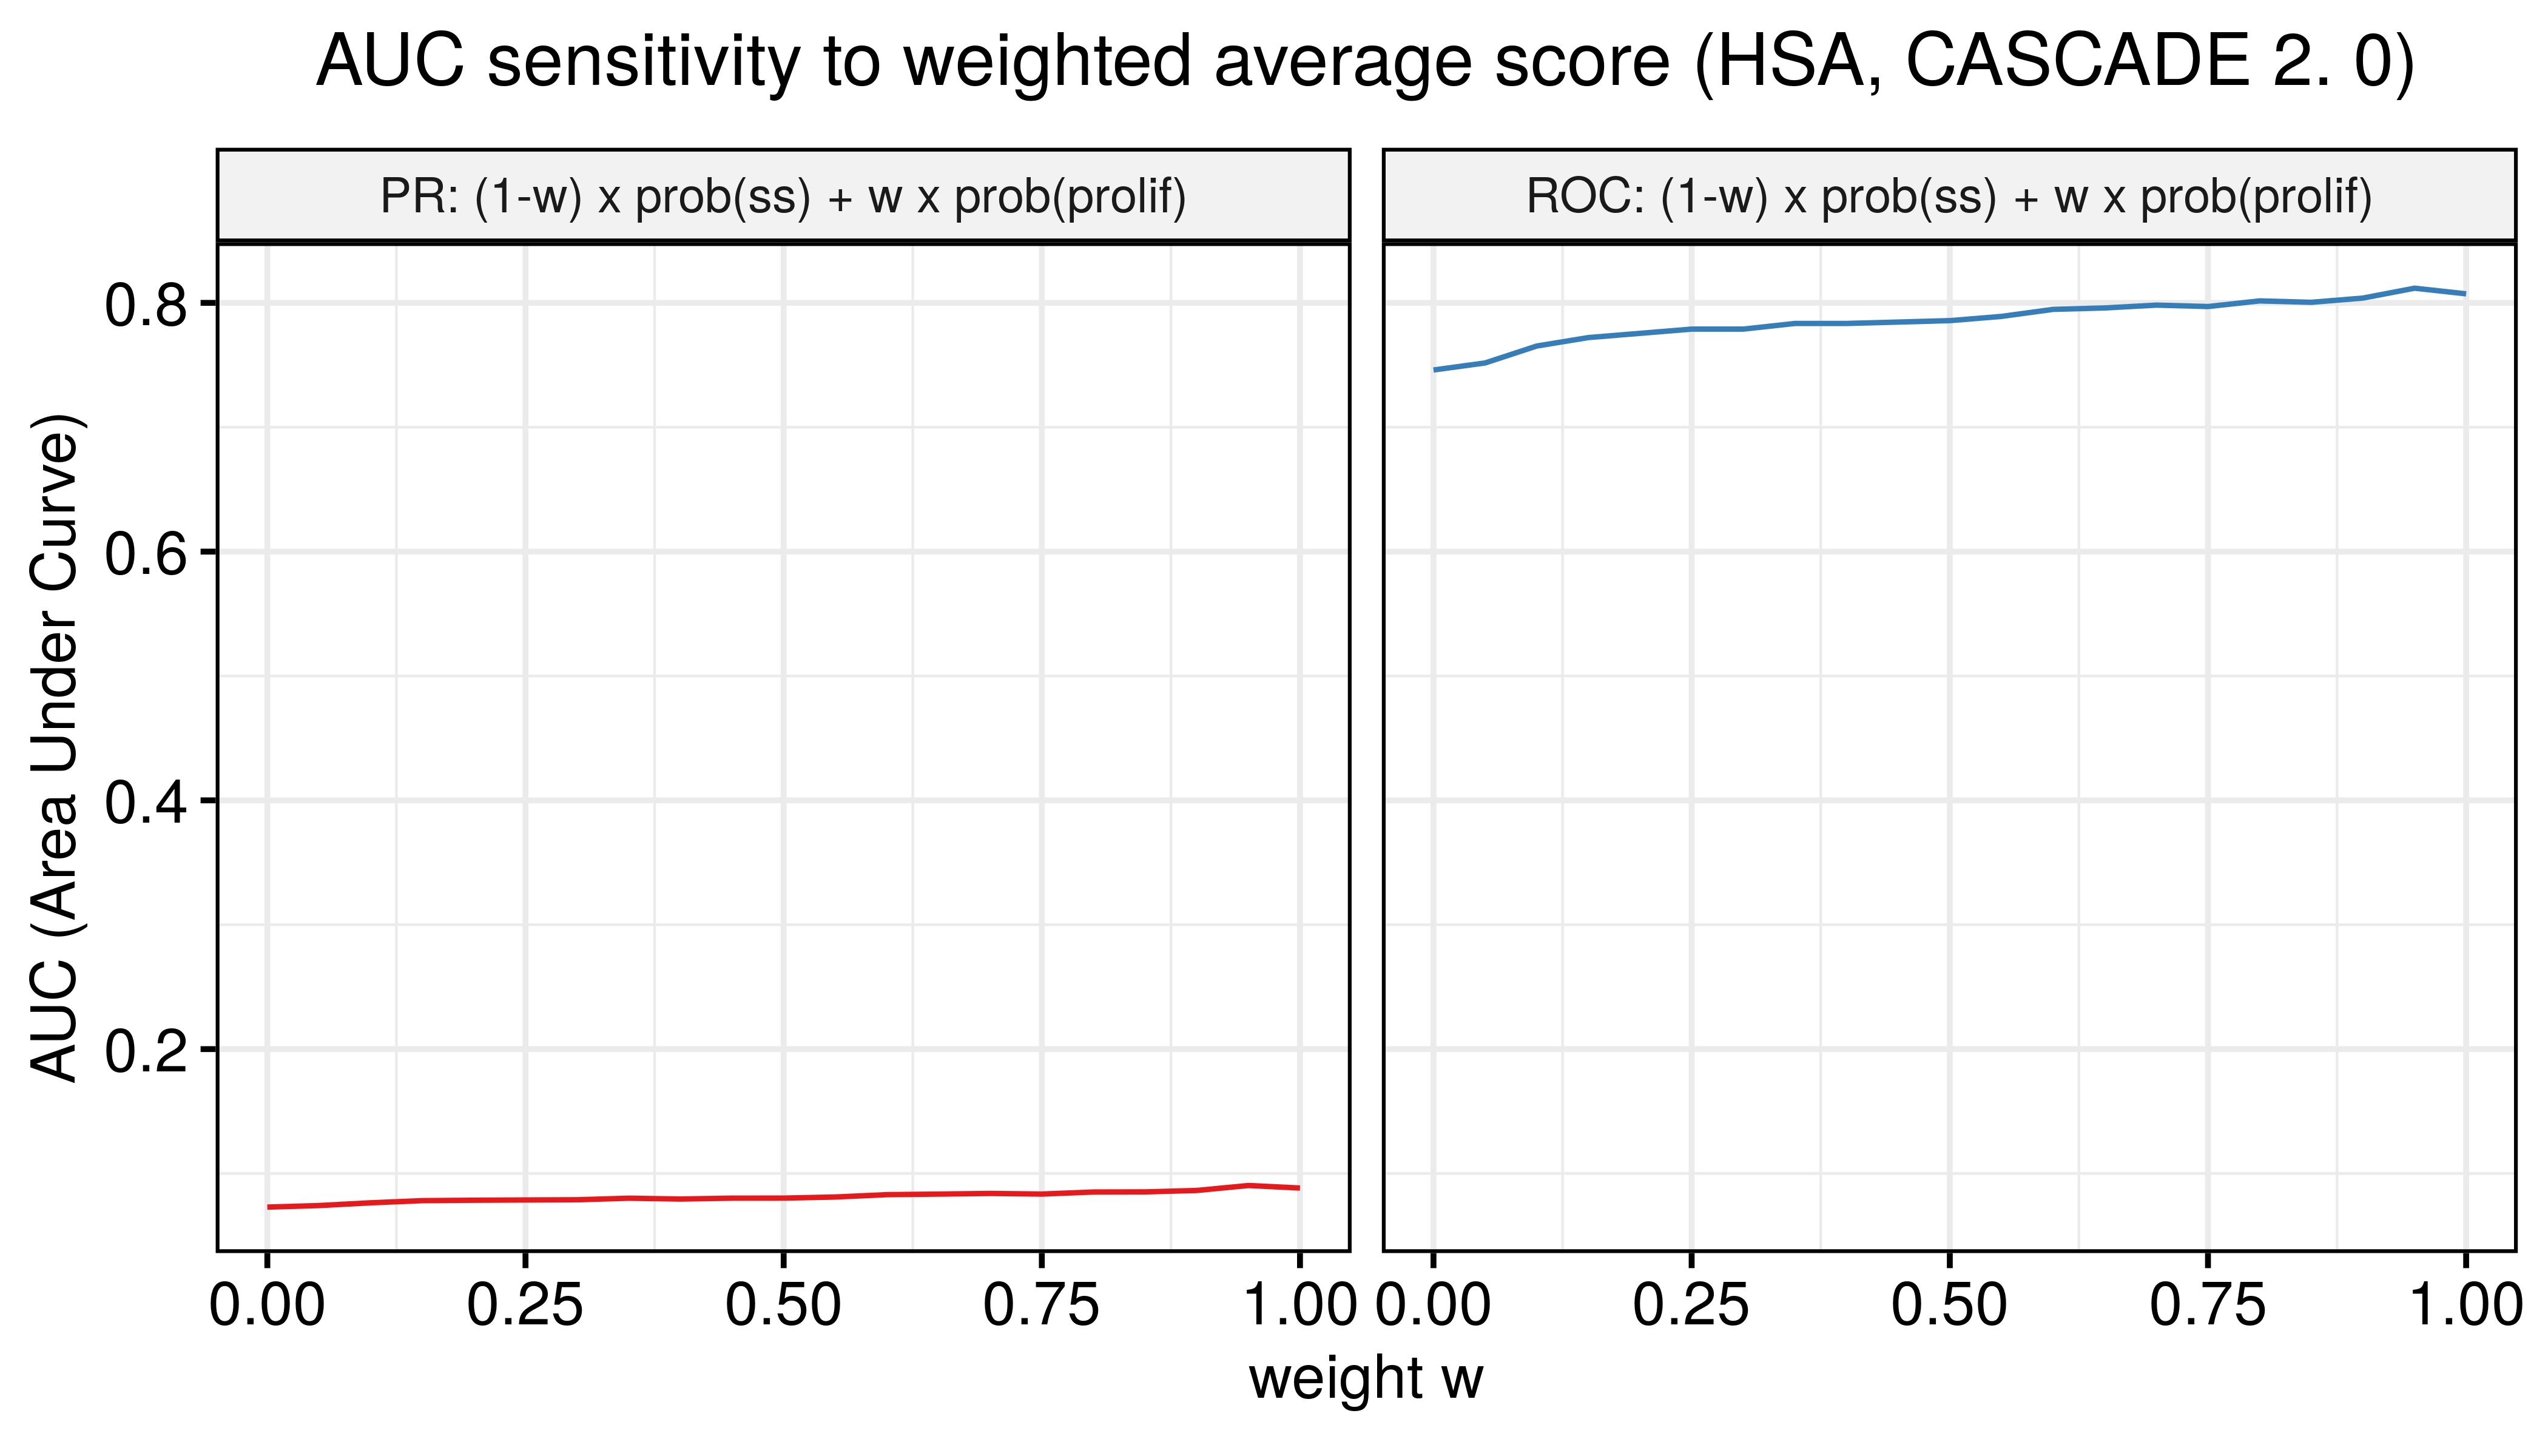 AUC sensitivity to weighted average score (HSA, CASCADE 2. 0)
PR: (1-w) x prob(ss) + w x prob(prolif)
ROC: (1-w) x prob(ss) + w x prob(prolif)
AUC (Area Under Curve)
0.8
0.6
0.4
0.2
0.00 0.25 0.50 0.75 1.00 0.00 0.25 0.50 0.75 1.00
weight w